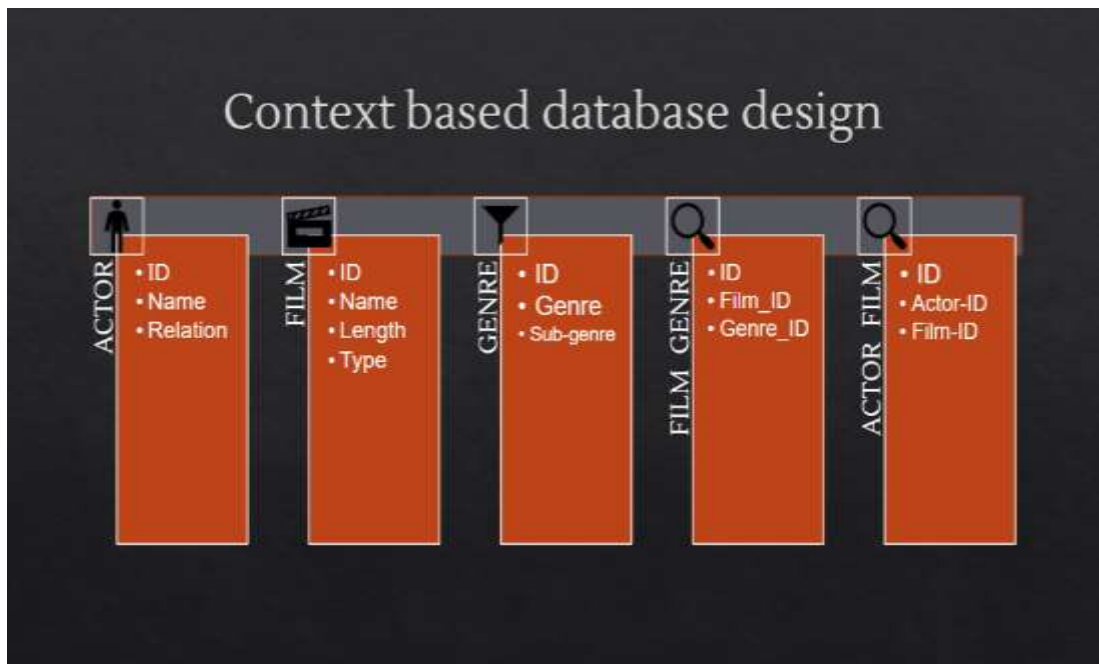 Context based database design
ACTOR
• ID
• Name
• Relation
FILM
• ID
• Name
• Length
• Type
GENRE
• ID
• Genre
• Sub-genre
FILM GENRE
• ID
• Film_ID
• Genre_ID
ACTOR FILM
• ID
• Actor-ID
• Film-ID